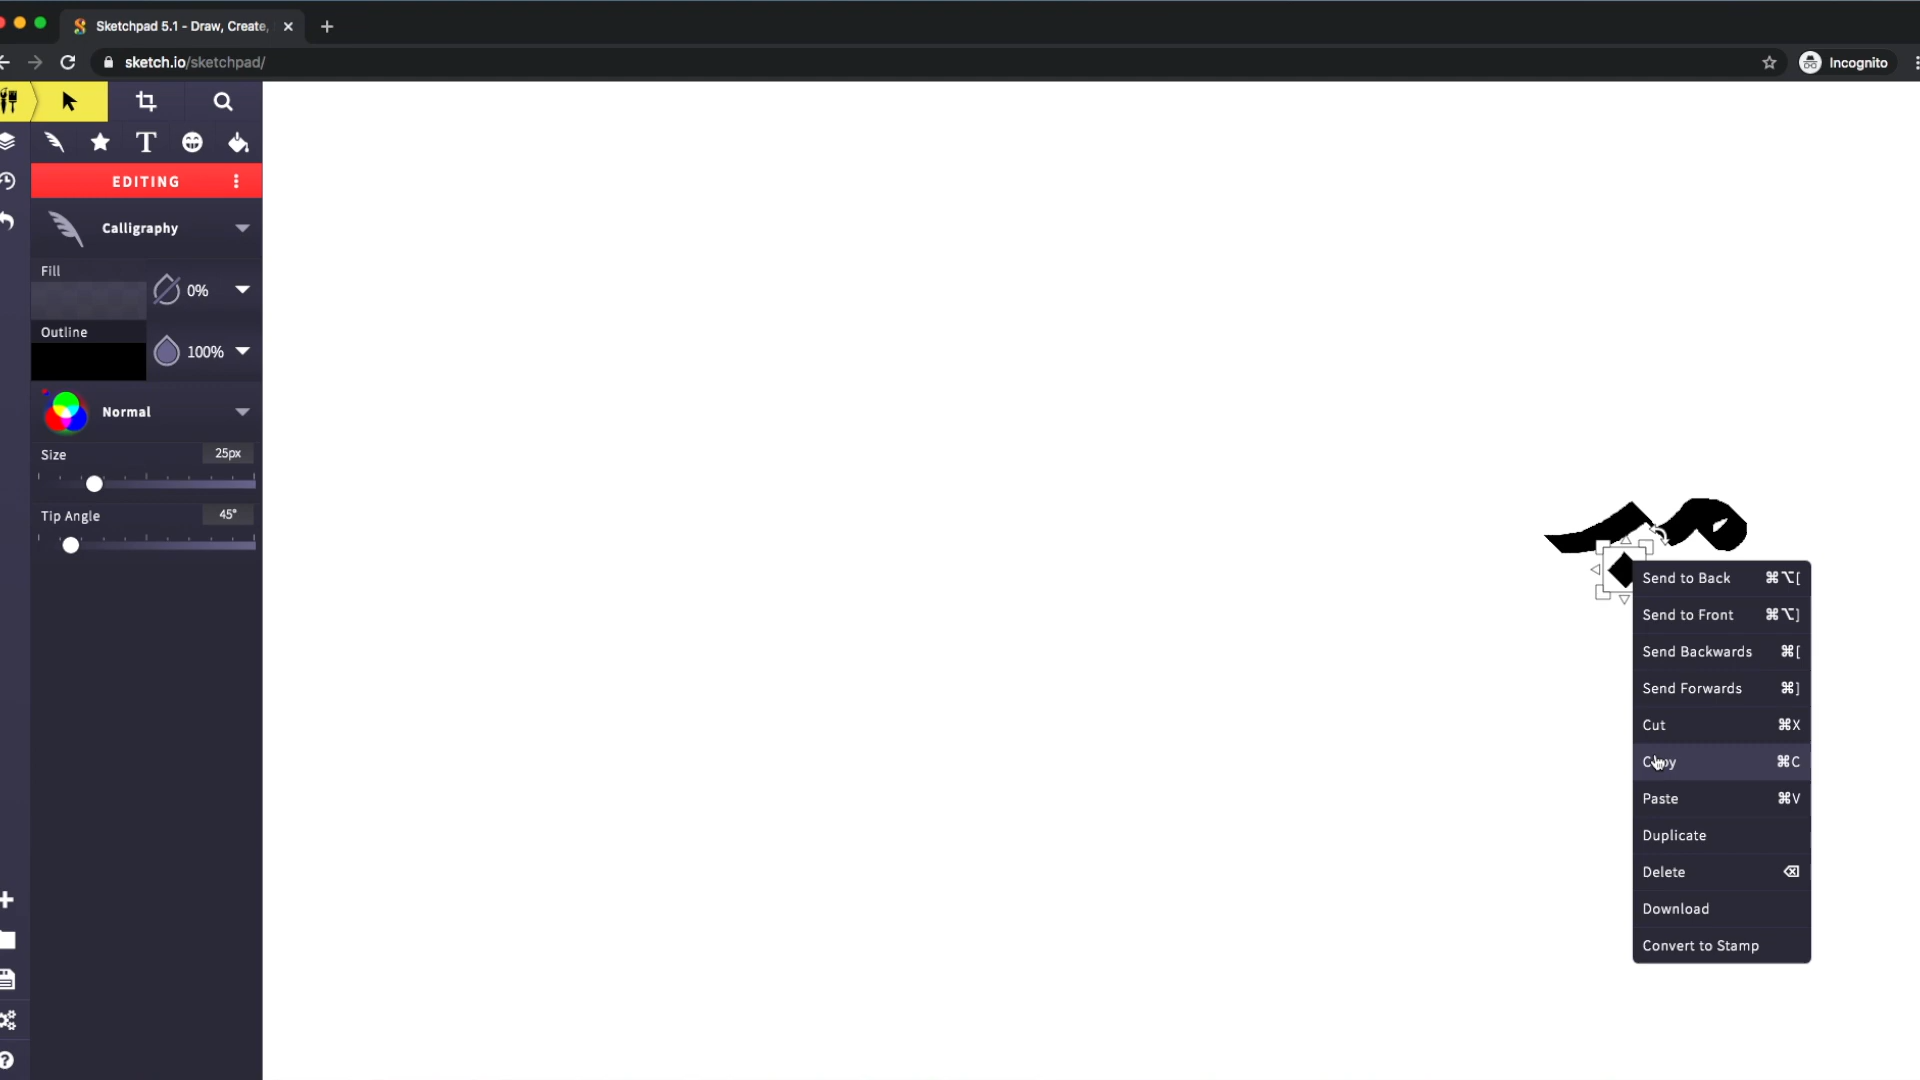 Sketchpad 5.1 - Draw, Create,
sketch.io/sketchpad/
Incognito
T
EDITING
Calligraphy
Fill
0%
Outline
100%
Normal
Size 25px
Tip Angle 45°
Send to Back ⌘⌥[
Send to Front ⌘⌥]
Send Backwards ⌘[
Send Forwards ⌘]
Cut ⌘X
Copy ⌘C
Paste ⌘V
Duplicate
Delete ⌫
Download
Convert to Stamp